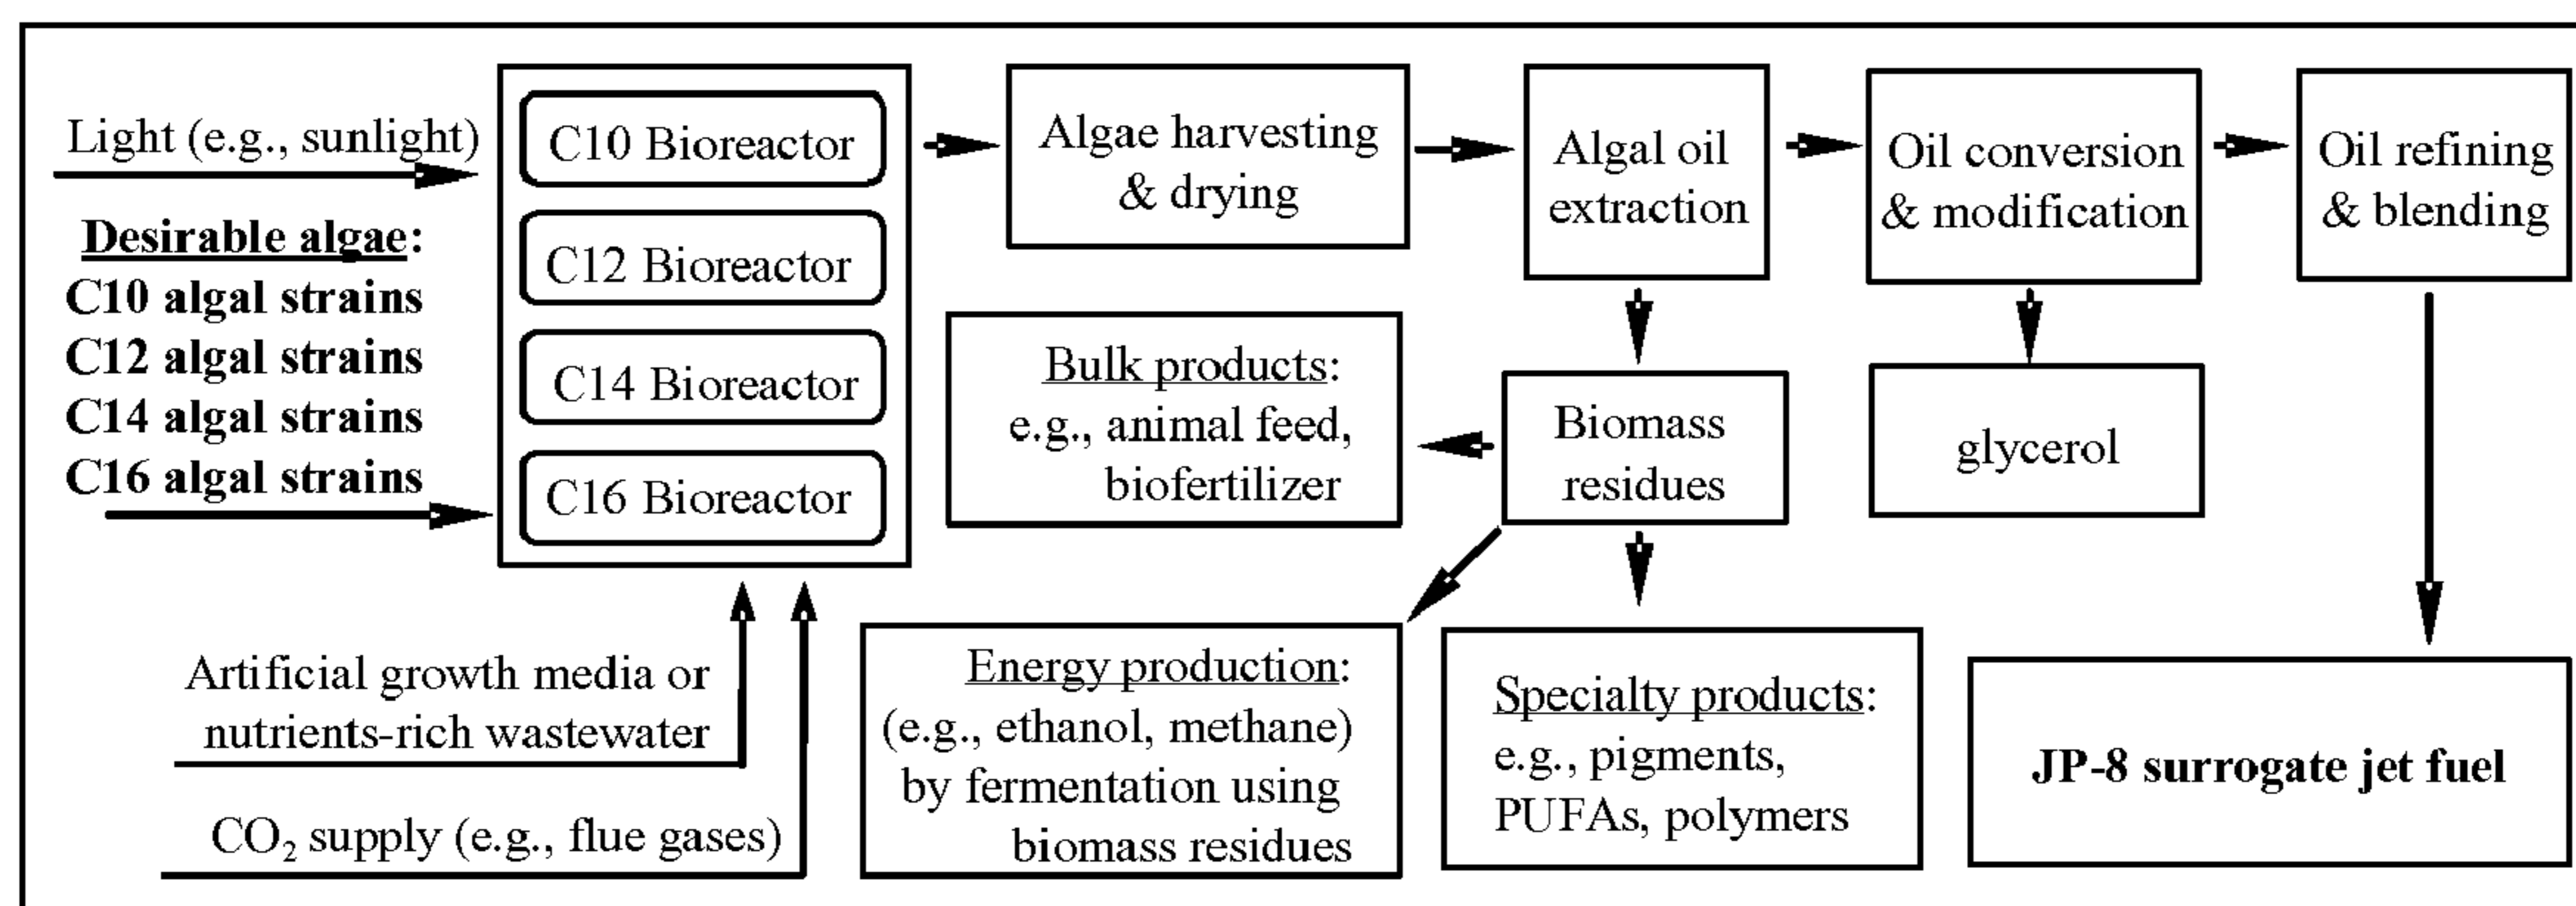 Light (e.g., sunlight)
Desirable algae:
C10 algal strains
C12 algal strains
C14 algal strains
C16 algal strains
C10 Bioreactor
C12 Bioreactor
C14 Bioreactor
C16 Bioreactor
Artificial growth media or
nutrients-rich wastewater
CO₂ supply (e.g., flue gases)
Algae harvesting
& drying
Algal oil
extraction
Oil conversion
& modification
Oil refining
& blending
Bulk products:
e.g., animal feed,
biofertilizer
Biomass
residues
glycerol
Energy production:
(e.g., ethanol, methane)
by fermentation using
biomass residues
Specialty products:
e.g., pigments,
PUFAs, polymers
JP-8 surrogate jet fuel